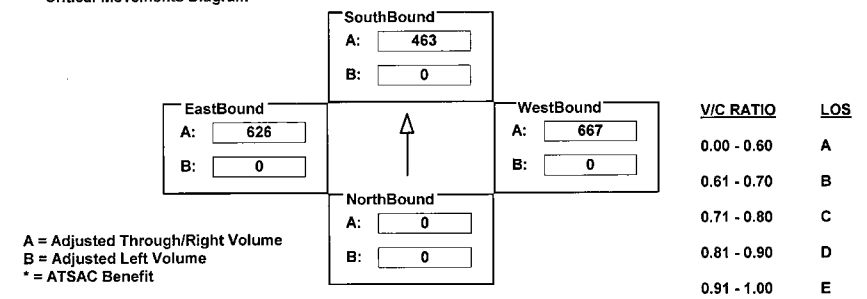 Critical Movements Diagram
SouthBound
A: 463
B: 0
EastBound
A: 626
B: 0
WestBound
A: 667
B: 0
NorthBound
A: 0
B: 0
A = Adjusted Through/Right Volume
B = Adjusted Left Volume
* = ATSAC Benefit
V/C RATIO LOS
0.00 - 0.60 A
0.61 - 0.70 B
0.71 - 0.80 C
0.81 - 0.90 D
0.91 - 1.00 E